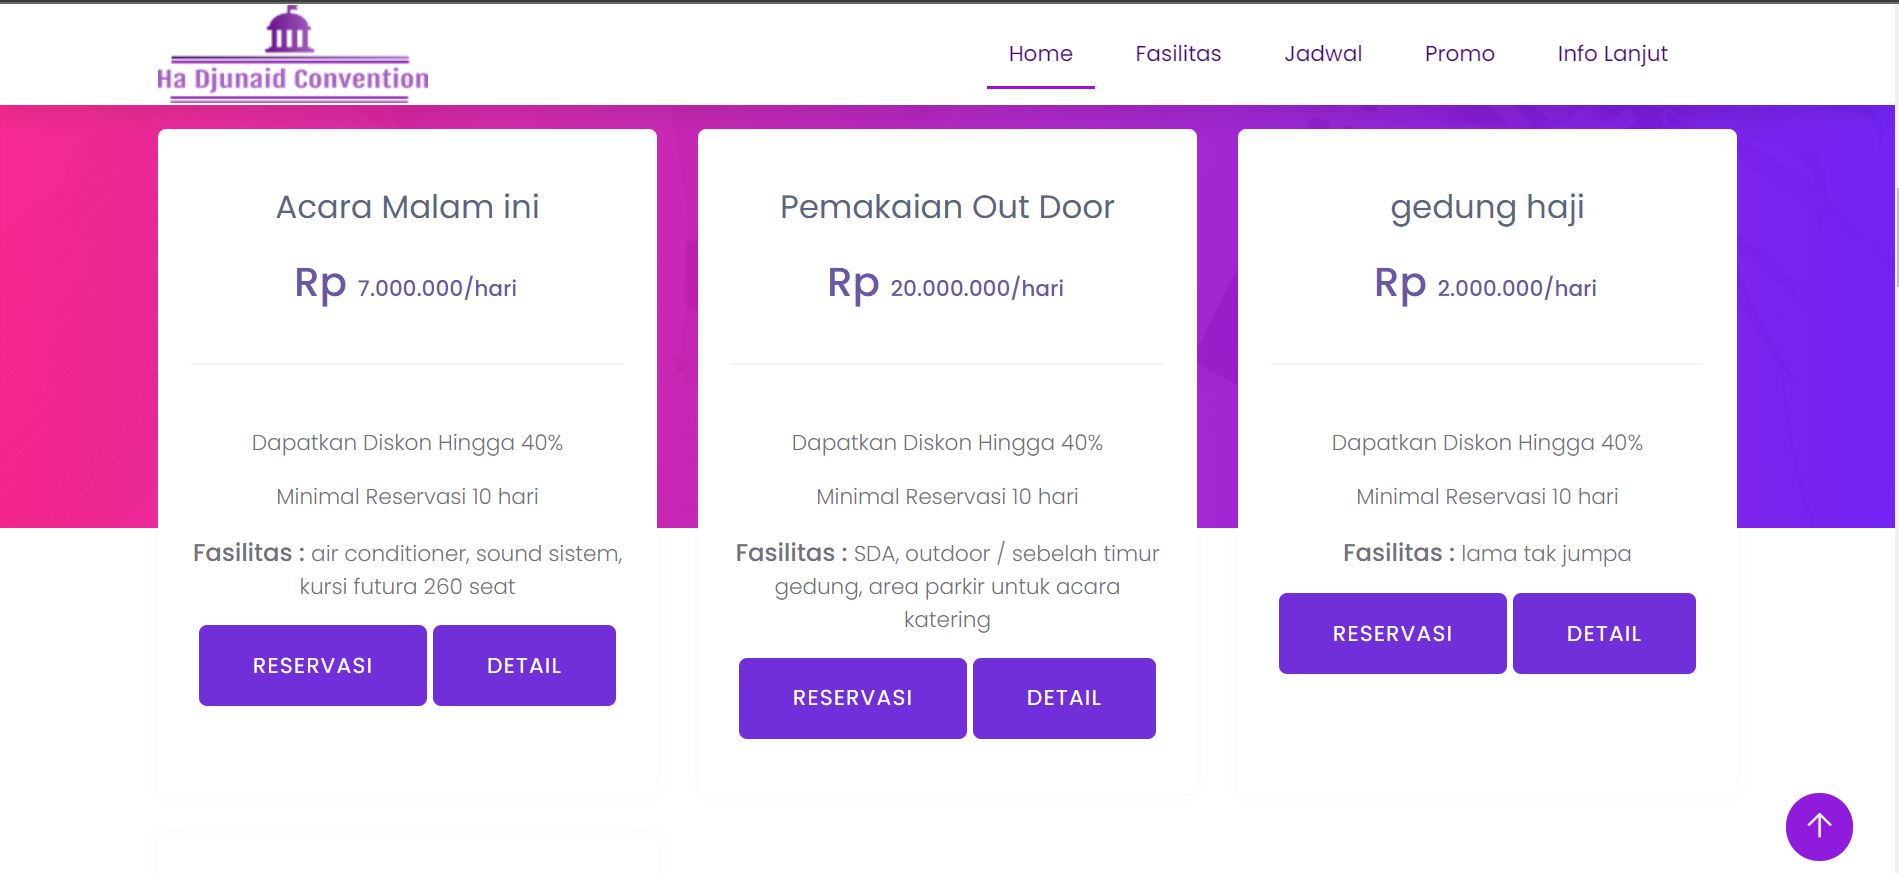 Ha Djunaid Convention
Home Fasilitas Jadwal Promo Info Lanjut
Acara Malam ini
Rp 7.000.000/hari
Dapatkan Diskon Hingga 40%
Minimal Reservasi 10 hari
Fasilitas : air conditioner, sound sistem,
kursi futura 260 seat
RESERVASI DETAIL
Pemakaian Out Door
Rp 20.000.000/hari
Dapatkan Diskon Hingga 40%
Minimal Reservasi 10 hari
Fasilitas : SDA, outdoor / sebelah timur
gedung, area parkir untuk acara
katering
RESERVASI DETAIL
gedung haji
Rp 2.000.000/hari
Dapatkan Diskon Hingga 40%
Minimal Reservasi 10 hari
Fasilitas : lama tak jumpa
RESERVASI DETAIL